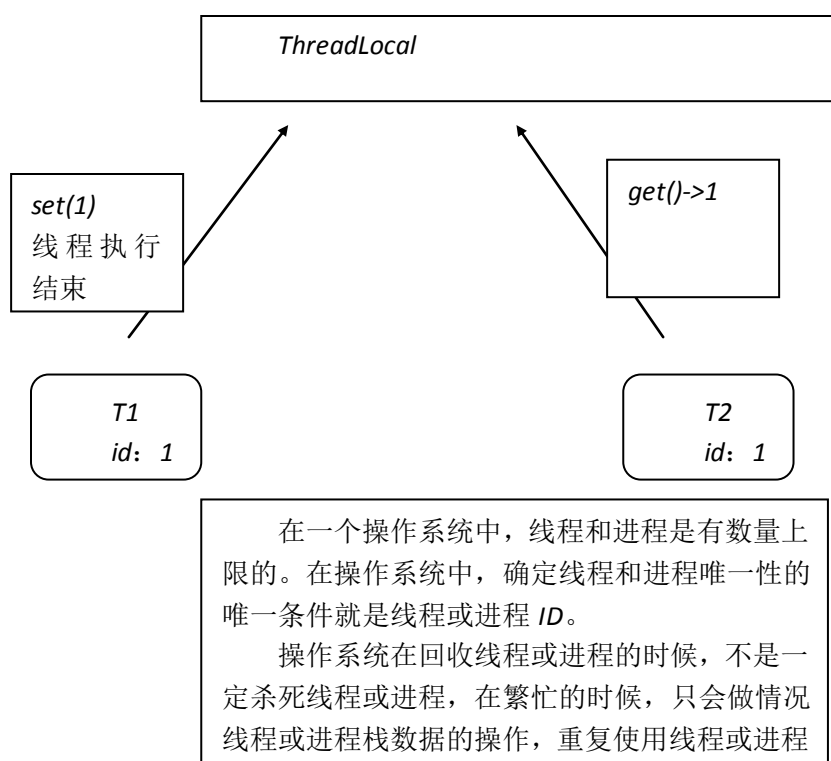 ThreadLocal
set(1)
线程执行
结束
get()->1
T1
id：1
T2
id：1
在一个操作系统中，线程和进程是有数量上
限的。在操作系统中，确定线程和进程唯一性的
唯一条件就是线程或进程 ID。
操作系统在回收线程或进程的时候，不是一
定杀死线程或进程，在繁忙的时候，只会做情况
线程或进程栈数据的操作，重复使用线程或进程